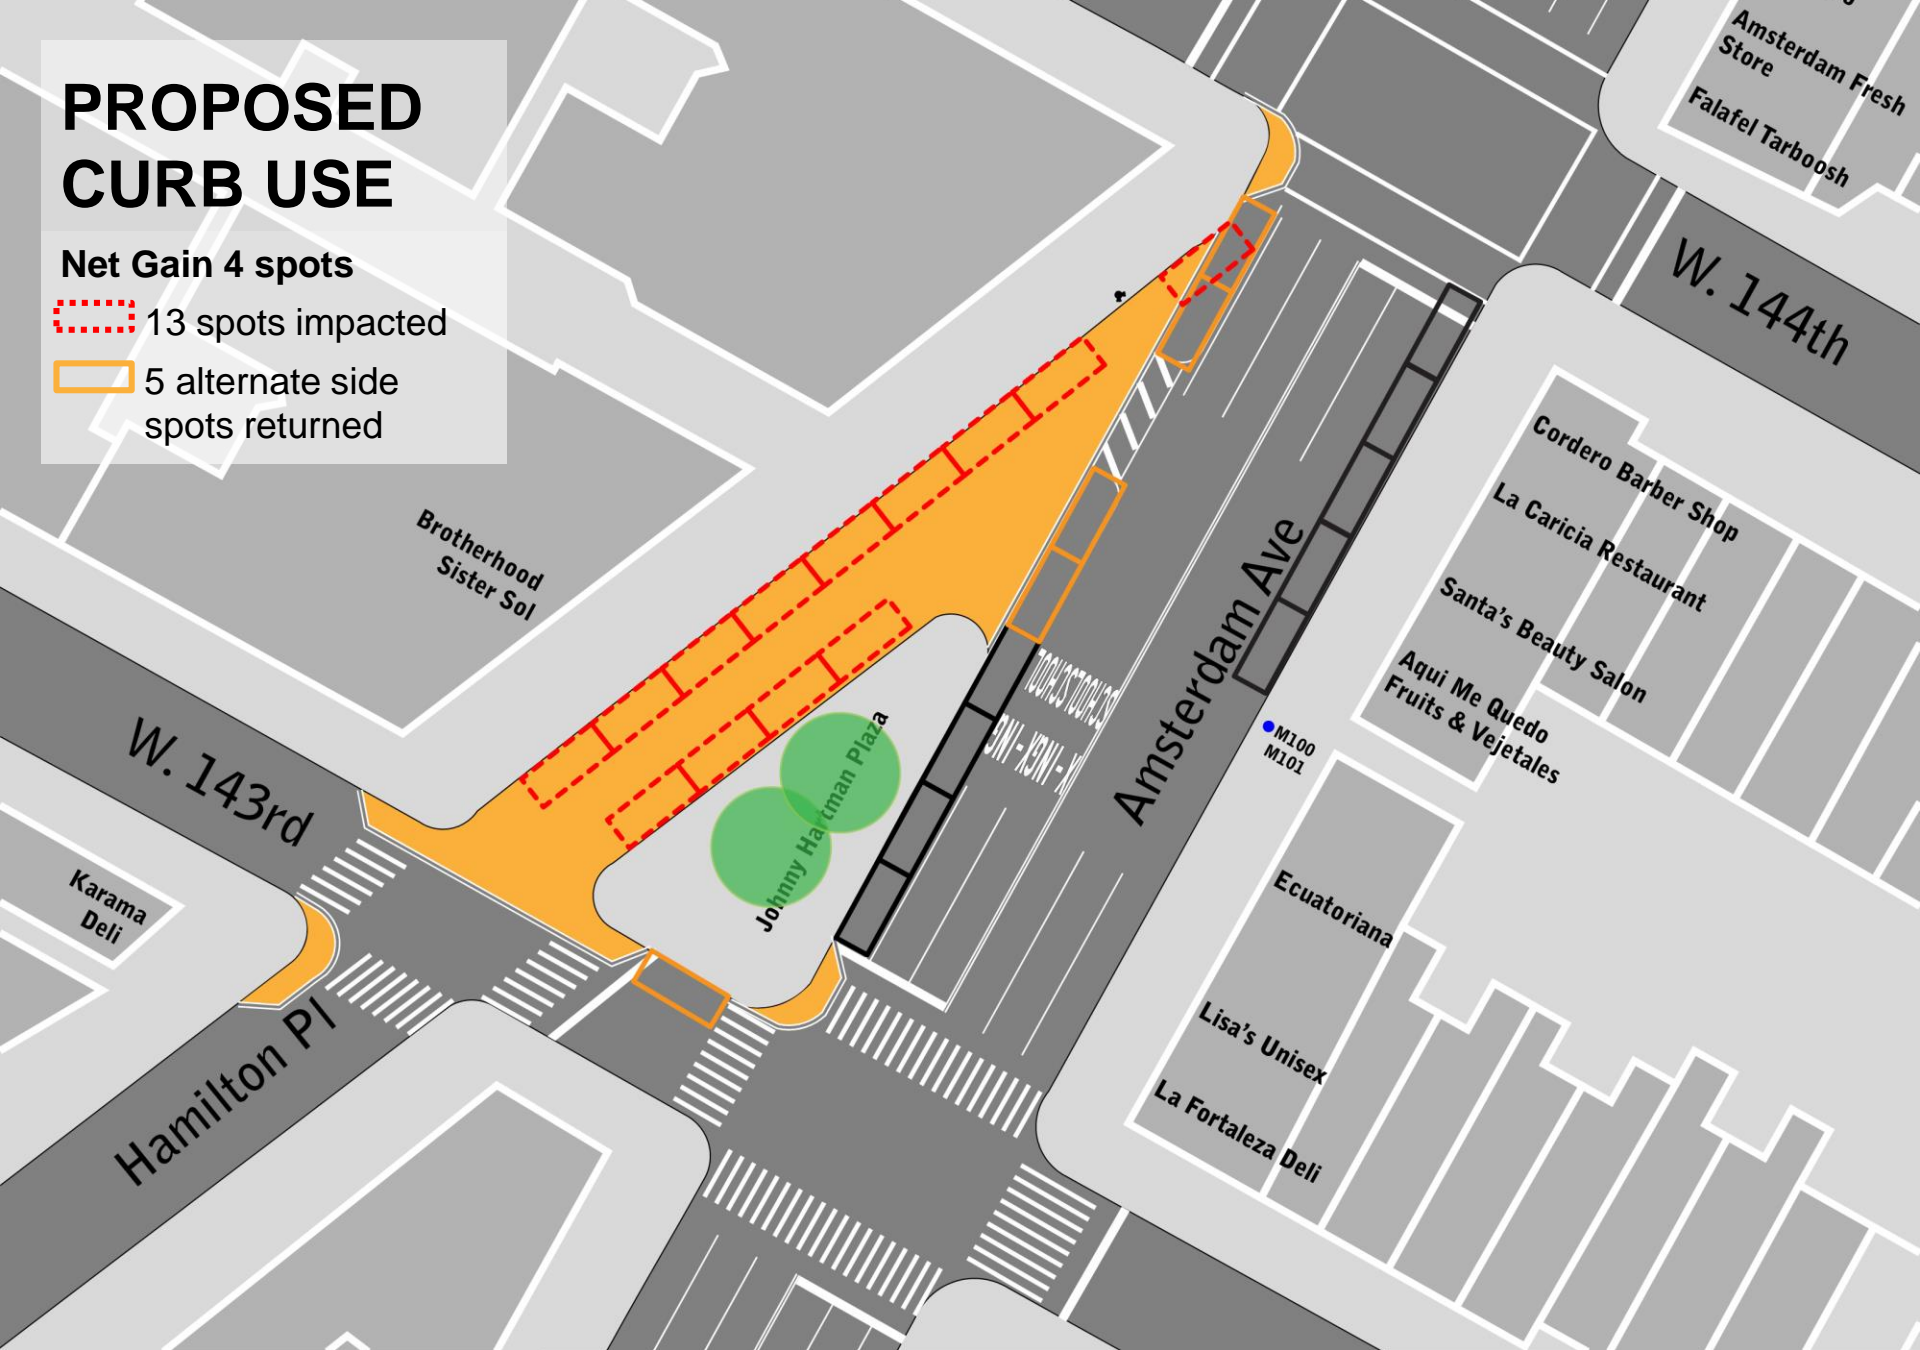 PROPOSED
CURB USE
Net Gain 4 spots
13 spots impacted
5 alternate side
spots returned
Amsterdam Fresh
Store
Falafel Tarboosh
W. 144th
Cordero Barber Shop
La Caricia Restaurant
Santa's Beauty Salon
Aqui Me Quedo
Fruits & Vejetales
Brotherhood
Sister Sol
Amsterdam Ave
M100
M101
W. 143rd
Johnny Hartman Plaza
Karama
Deli
Ecuatoriana
Hamilton Pl
Lisa's Unisex
La Fortaleza Deli